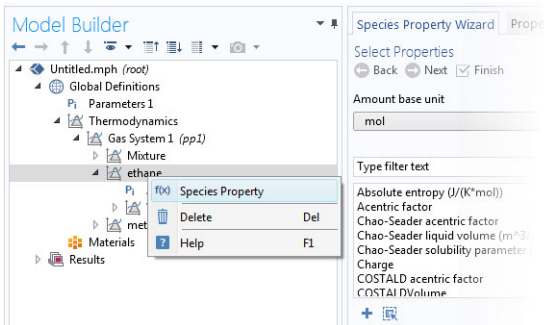 Model Builder
Untitled.mph (root)
Global Definitions
Pi Parameters 1
Thermodynamics
Gas System 1 (pp1)
Mixture
ethane
Pi
f(x) Species Property
Delete Del
? Help F1
Materials
Results
Species Property Wizard
Select Properties
Back Next Finish
Amount base unit
mol
Type filter text
Absolute entropy (J/(K*mol))
Acentric factor
Chao-Seader acentric factor
Chao-Seader liquid volume (m^3/
Chao-Seader solubility parameter
Charge
COSTALD acentric factor
COSTALDVolume